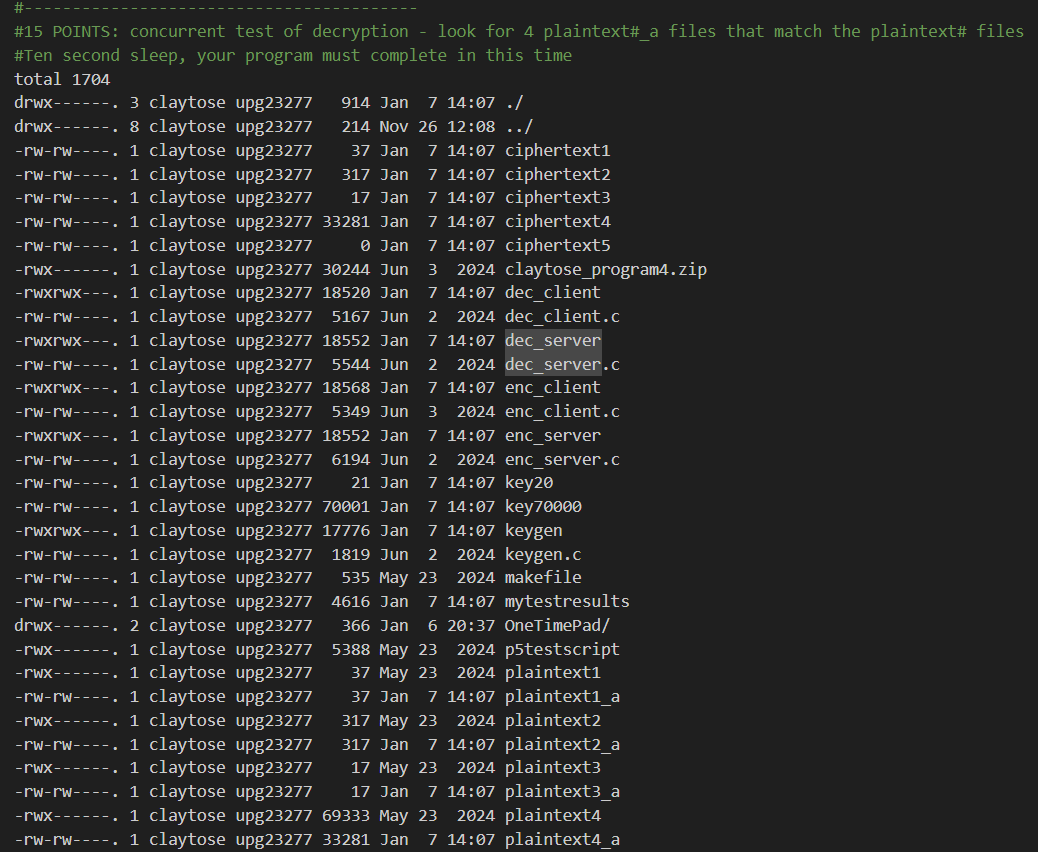 #-----------------------------------------
#15 POINTS: concurrent test of decryption - look for 4 plaintext#_a files that match the plaintext# files
#Ten second sleep, your program must complete in this time
total 1704
drwx------. 3 claytose upg23277   914 Jan  7 14:07 ./
drwx------. 8 claytose upg23277   214 Nov 26 12:08 ../
-rw-rw----. 1 claytose upg23277    37 Jan  7 14:07 ciphertext1
-rw-rw----. 1 claytose upg23277   317 Jan  7 14:07 ciphertext2
-rw-rw----. 1 claytose upg23277    17 Jan  7 14:07 ciphertext3
-rw-rw----. 1 claytose upg23277 33281 Jan  7 14:07 ciphertext4
-rw-rw----. 1 claytose upg23277     0 Jan  7 14:07 ciphertext5
-rwx------. 1 claytose upg23277 30244 Jun  3  2024 claytose_program4.zip
-rwxrwx---. 1 claytose upg23277 18520 Jan  7 14:07 dec_client
-rw-rw----. 1 claytose upg23277  5167 Jun  2  2024 dec_client.c
-rwxrwx---. 1 claytose upg23277 18552 Jan  7 14:07 dec_server
-rw-rw----. 1 claytose upg23277  5544 Jun  2  2024 dec_server.c
-rwxrwx---. 1 claytose upg23277 18568 Jan  7 14:07 enc_client
-rw-rw----. 1 claytose upg23277  5349 Jun  3  2024 enc_client.c
-rwxrwx---. 1 claytose upg23277 18552 Jan  7 14:07 enc_server
-rw-rw----. 1 claytose upg23277  6194 Jun  2  2024 enc_server.c
-rw-rw----. 1 claytose upg23277    21 Jan  7 14:07 key20
-rw-rw----. 1 claytose upg23277 70001 Jan  7 14:07 key70000
-rwxrwx---. 1 claytose upg23277 17776 Jan  7 14:07 keygen
-rw-rw----. 1 claytose upg23277  1819 Jun  2  2024 keygen.c
-rw-rw----. 1 claytose upg23277   535 May 23  2024 makefile
-rw-rw----. 1 claytose upg23277  4616 Jan  7 14:07 mytestresults
drwx------. 2 claytose upg23277   366 Jan  6 20:37 OneTimePad/
-rwx------. 1 claytose upg23277  5388 May 23  2024 p5testscript
-rwx------. 1 claytose upg23277    37 May 23  2024 plaintext1
-rw-rw----. 1 claytose upg23277    37 Jan  7 14:07 plaintext1_a
-rwx------. 1 claytose upg23277   317 May 23  2024 plaintext2
-rw-rw----. 1 claytose upg23277   317 Jan  7 14:07 plaintext2_a
-rwx------. 1 claytose upg23277    17 May 23  2024 plaintext3
-rw-rw----. 1 claytose upg23277    17 Jan  7 14:07 plaintext3_a
-rwx------. 1 claytose upg23277 69333 May 23  2024 plaintext4
-rw-rw----. 1 claytose upg23277 33281 Jan  7 14:07 plaintext4_a